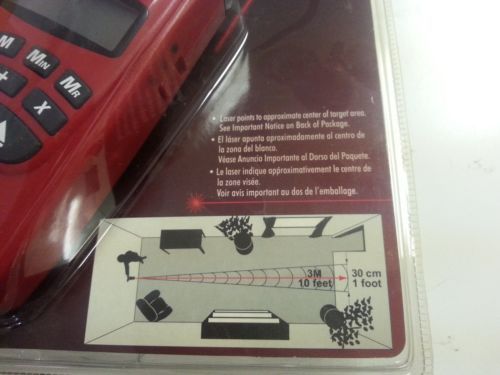 M
MIN
MR
+
X
• Laser points to approximate center of target area.
See Important Notice on Back of Package.
• El láser apunta aproximadamente al centro de
la zona del blanco.
Véase Anuncio Importante al Dorso del Paquete.
• Le laser indique approximativement le centre de
la zone visée.
Voir avis important au dos de l'emballage.
3M
10 feet
30 cm
1 foot